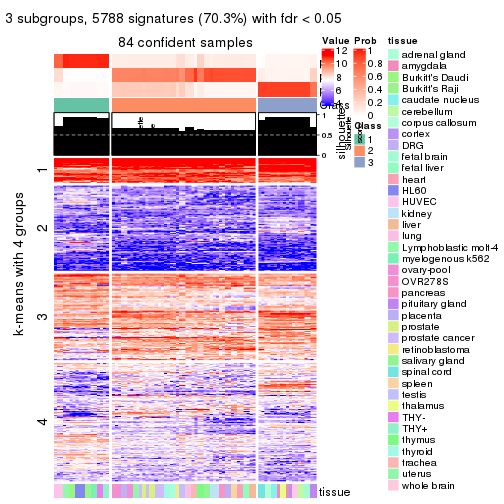 3 subgroups, 5788 signatures (70.3%) with fdr < 0.05
84 confident samples
k-means with 4 groups
1
2
3
4
1
0.5
0
silhouette
Value
12
10
8
6
Prob
1
0.8
0.6
0.4
0.2
0
Class
1
2
3
tissue
tissue
adrenal gland
amygdala
Burkitt's Daudi
Burkitt's Raji
caudate nucleus
cerebellum
corpus callosum
cortex
DRG
fetal brain
fetal liver
heart
HL60
HUVEC
kidney
liver
lung
Lymphoblastic molt-4
myelogenous k562
ovary-pool
OVR278S
pancreas
pituitary gland
placenta
prostate
prostate cancer
retinoblastoma
salivary gland
spinal cord
spleen
testis
thalamus
THY-
THY+
thymus
thyroid
trachea
uterus
whole brain